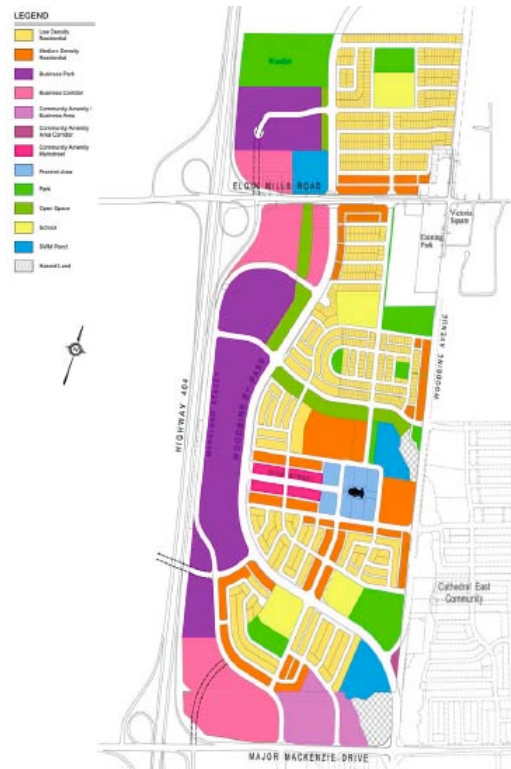 LEGEND
Low Density
Residential
Medium Density
Residential
Business Park
Business Corridor
Community Amenity /
Business Area
Community Amenity
Area Corridor
Community Amenity
Mainstreet
Precinct Area
Park
Open Space
School
SWM Pond
Hazard Land
Woodlot
ELGIN MILLS ROAD
Victoria
Square
Existing
Park
WOODBINE AVENUE
HIGHWAY 404
WOODBINE BY-PASS
Cathedral East
Community
MAJOR MACKENZIE DRIVE